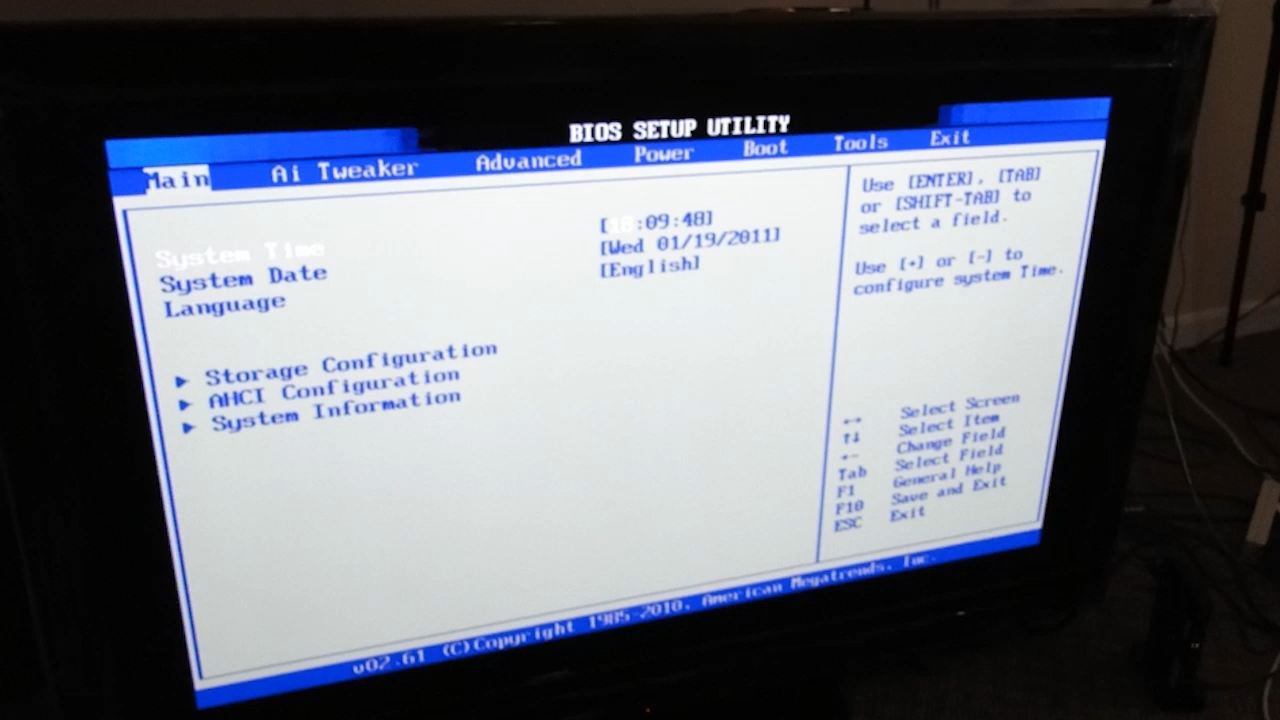 BIOS SETUP UTILITY
Main Ai Tweaker Advanced Power Boot Tools Exit
System Time [18:09:48]
System Date [Wed 01/19/2011]
Language [English]
► Storage Configuration
► AHCI Configuration
► System Information
Use [ENTER], [TAB]
or [SHIFT-TAB] to
select a field.
Use [+] or [-] to
configure system Time.
←→ Select Screen
↑↓ Select Item
+- Change Field
Tab Select Field
F1 General Help
F10 Save and Exit
ESC Exit
v02.61 (C)Copyright 1985-2010, American Megatrends, Inc.